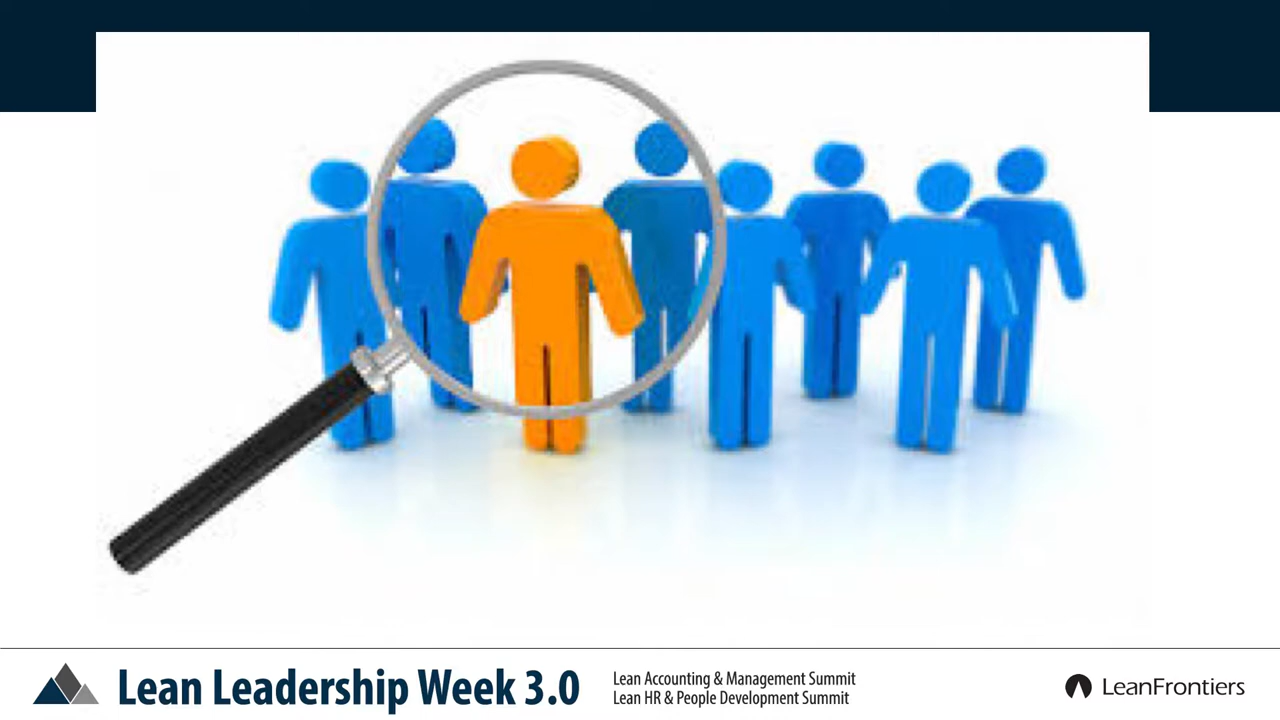 Lean Leadership Week 3.0
Lean Accounting & Management Summit
Lean HR & People Development Summit
LeanFrontiers